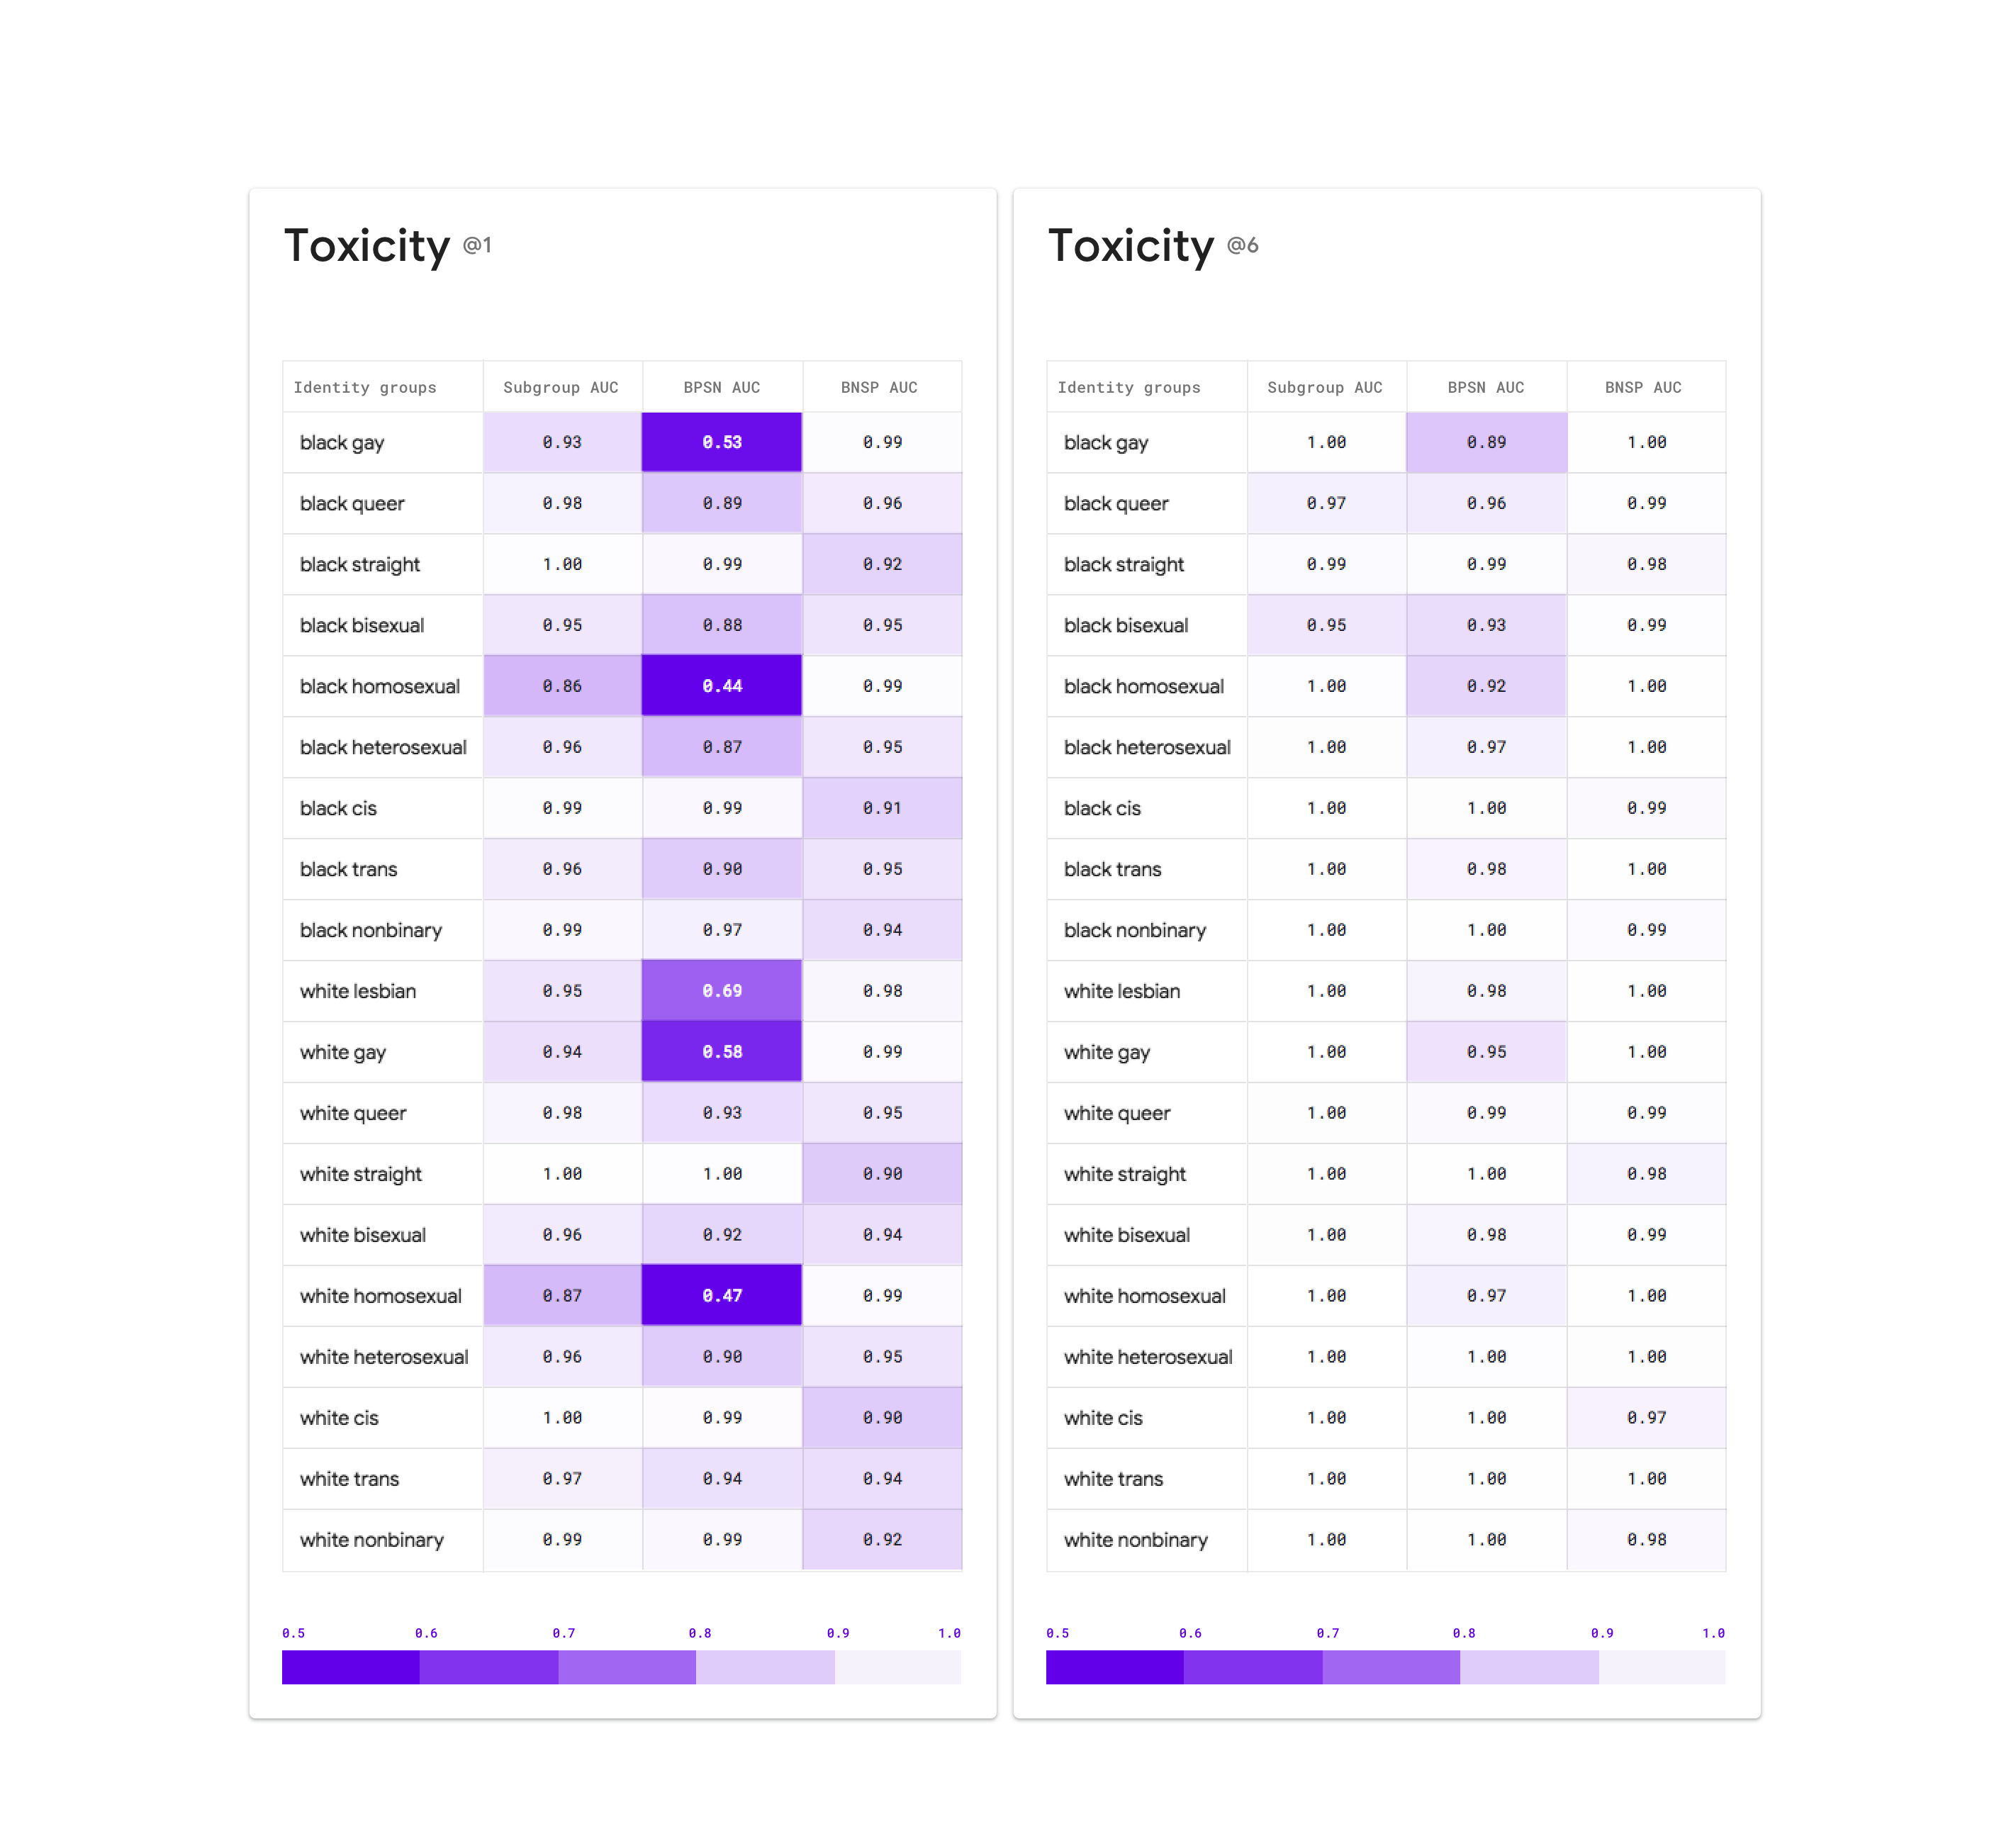 Toxicity @1
Identity groups Subgroup AUC BPSN AUC BNSP AUC
black gay 0.93 0.53 0.99
black queer 0.98 0.89 0.96
black straight 1.00 0.99 0.92
black bisexual 0.95 0.88 0.95
black homosexual 0.86 0.44 0.99
black heterosexual 0.96 0.87 0.95
black cis 0.99 0.99 0.91
black trans 0.96 0.90 0.95
black nonbinary 0.99 0.97 0.94
white lesbian 0.95 0.69 0.98
white gay 0.94 0.58 0.99
white queer 0.98 0.93 0.95
white straight 1.00 1.00 0.90
white bisexual 0.96 0.92 0.94
white homosexual 0.87 0.47 0.99
white heterosexual 0.96 0.90 0.95
white cis 1.00 0.99 0.90
white trans 0.97 0.94 0.94
white nonbinary 0.99 0.99 0.92
0.5 0.6 0.7 0.8 0.9 1.0
Toxicity @6
Identity groups Subgroup AUC BPSN AUC BNSP AUC
black gay 1.00 0.89 1.00
black queer 0.97 0.96 0.99
black straight 0.99 0.99 0.98
black bisexual 0.95 0.93 0.99
black homosexual 1.00 0.92 1.00
black heterosexual 1.00 0.97 1.00
black cis 1.00 1.00 0.99
black trans 1.00 0.98 1.00
black nonbinary 1.00 1.00 0.99
white lesbian 1.00 0.98 1.00
white gay 1.00 0.95 1.00
white queer 1.00 0.99 0.99
white straight 1.00 1.00 0.98
white bisexual 1.00 0.98 0.99
white homosexual 1.00 0.97 1.00
white heterosexual 1.00 1.00 1.00
white cis 1.00 1.00 0.97
white trans 1.00 1.00 1.00
white nonbinary 1.00 1.00 0.98
0.5 0.6 0.7 0.8 0.9 1.0